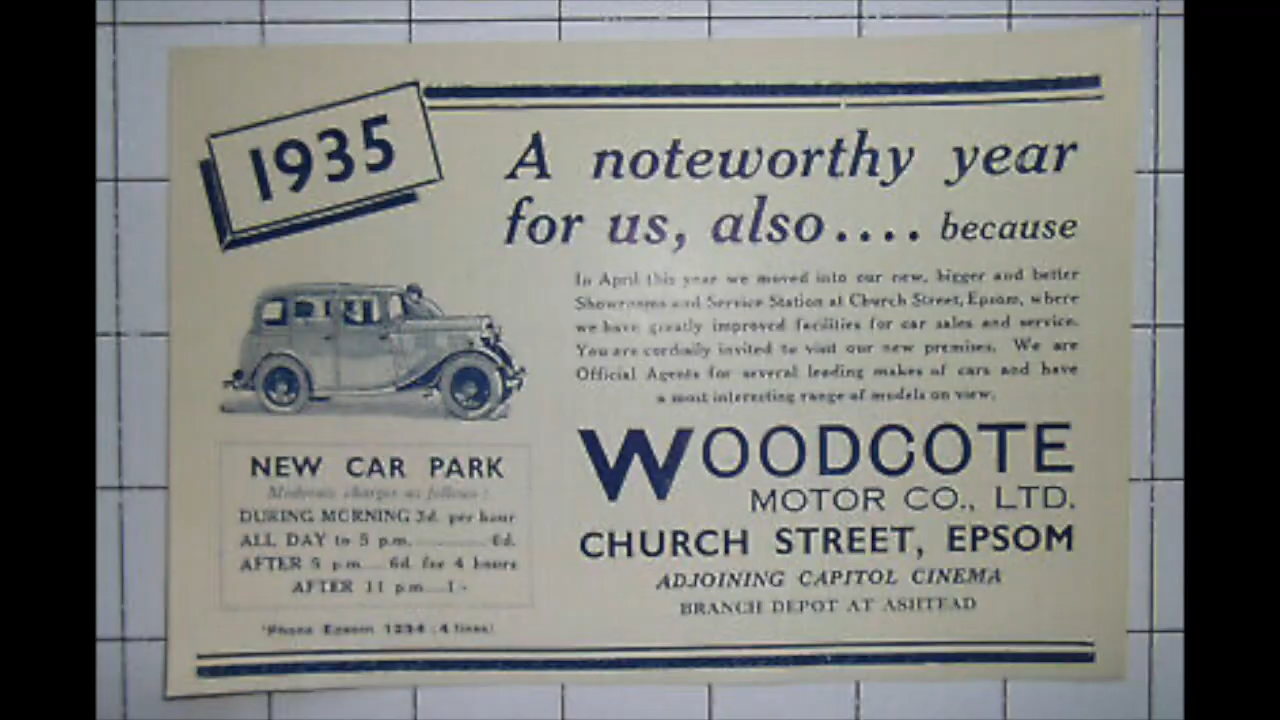 1935
A noteworthy year
for us, also.... because
In April this year we moved into our new, bigger and better
Showrooms and Service Station at Church Street, Epsom, where
we have greatly improved facilities for car sales and service.
You are cordially invited to visit our new premises. We are
Official Agents for several leading makes of cars and have
a most interesting range of models on view.
WOODCOTE
MOTOR CO., LTD.
CHURCH STREET, EPSOM
ADJOINING CAPITOL CINEMA
BRANCH DEPOT AT ASHTEAD
NEW CAR PARK
Moderate charges as follows:
DURING MORNING 3d. per hour
ALL DAY to 5 p.m. ............ 6d.
AFTER 5 p.m.... 6d. for 4 hours
AFTER 11 p.m....1/-
'Phone Epsom 1234 (4 lines)